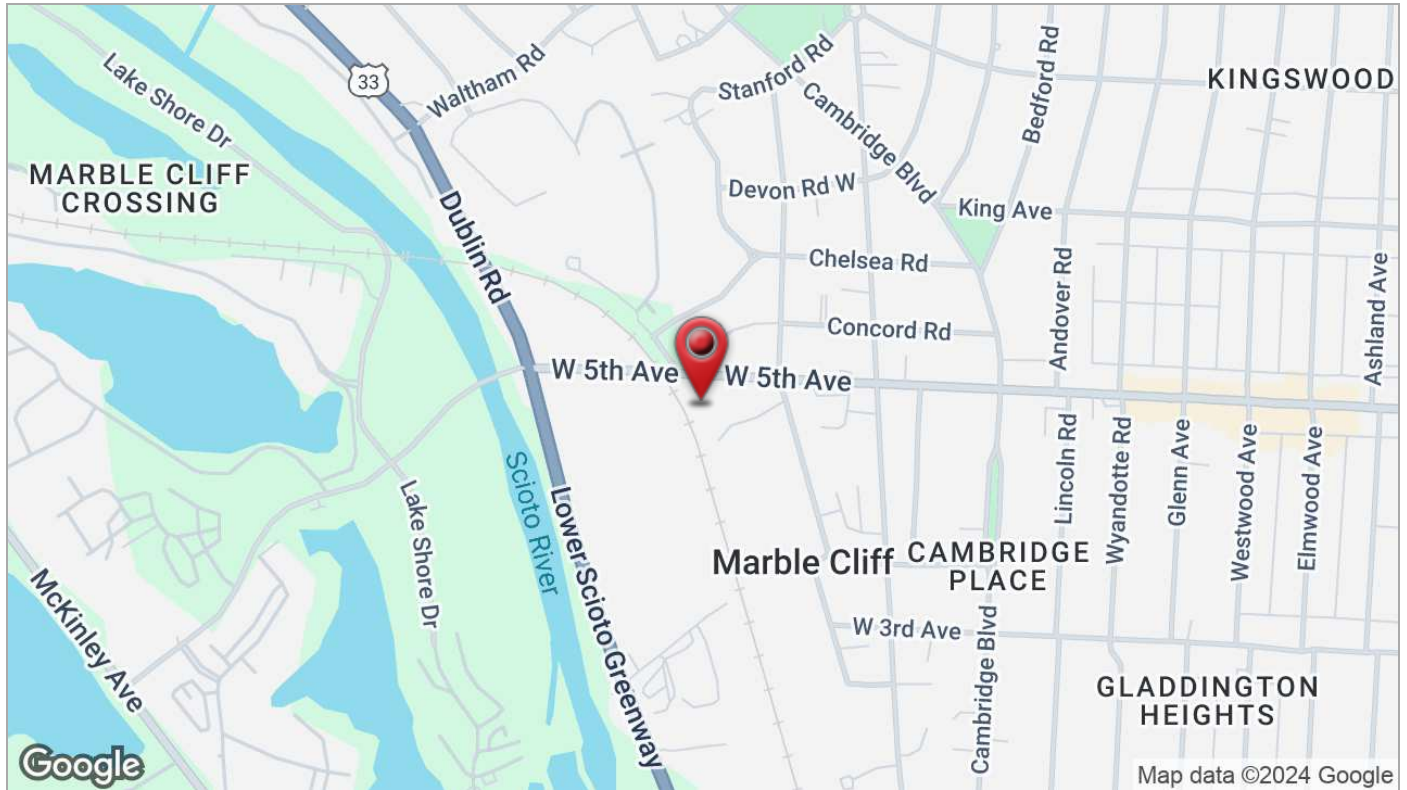 33
Lake Shore Dr
Waltham Rd
Stanford Rd
Bedford Rd
KINGSWOOD
Cambridge Blvd
MARBLE CLIFF
CROSSING
Devon Rd W
King Ave
Dublin Rd
Chelsea Rd
Andover Rd
Ashland Ave
Concord Rd
W 5th Ave
W 5th Ave
Scioto River
Lake Shore Dr
Lower Scioto Greenway
Lincoln Rd
Wyandotte Rd
Glenn Ave
Westwood Ave
Elmwood Ave
Marble Cliff
CAMBRIDGE
PLACE
McKinley Ave
W 3rd Ave
Cambridge Blvd
GLADDINGTON
HEIGHTS
Google
Map data ©2024 Google